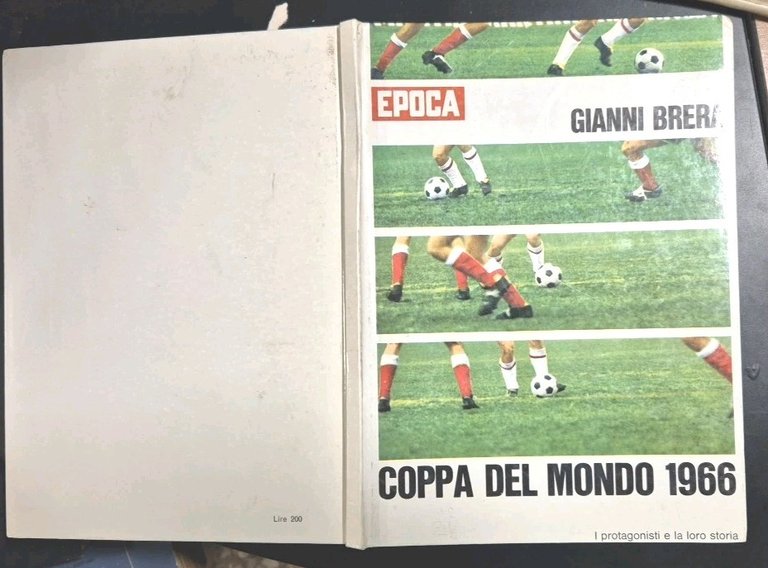 EPOCA
GIANNI BRERA
COPPA DEL MONDO 1966
I protagonisti e la loro storia
Lire 200